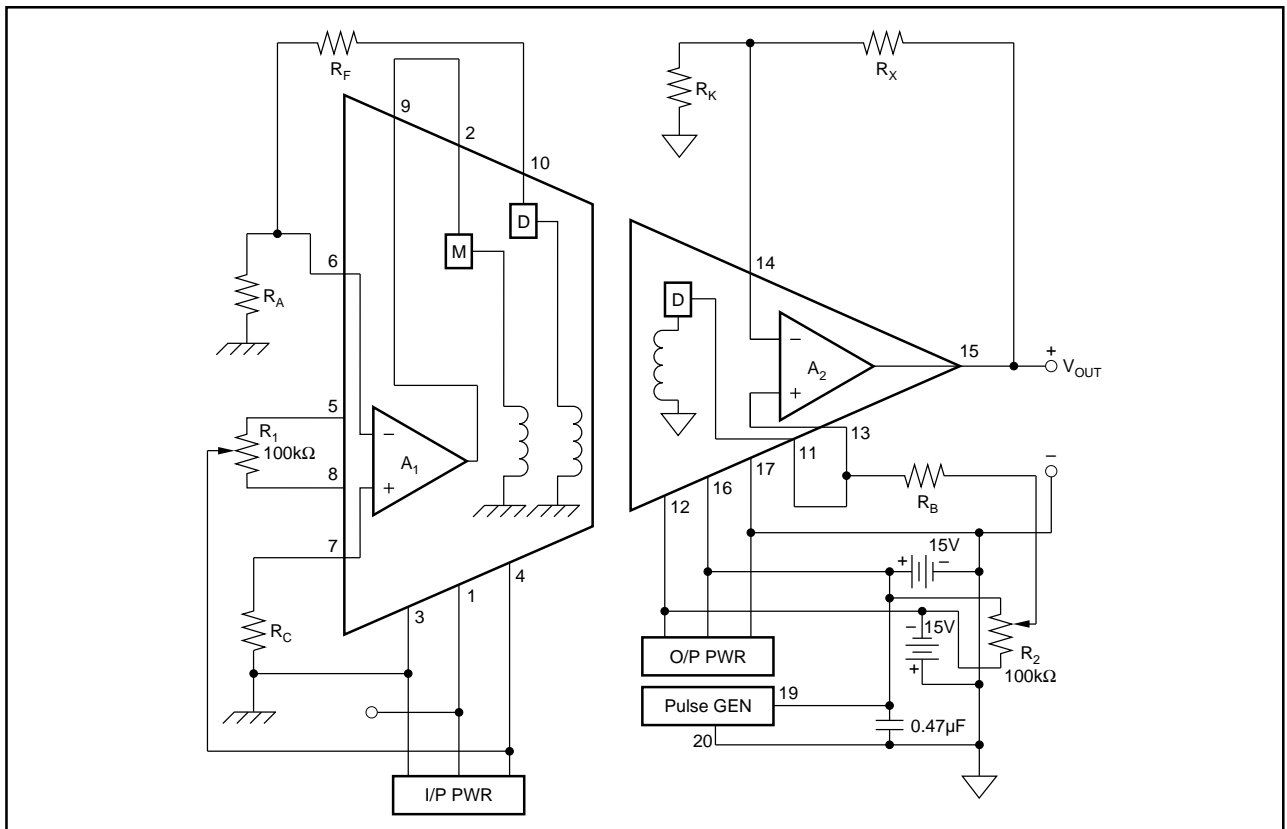 R_F
R_K
R_X
9
2
10
D
M
6
R_A
14
D
−
A_2
+
15
+
V_OUT
5
R_1
100kΩ
8
−
A_1
+
13
11
17
16
12
R_B
−
7
4
1
3
R_C
15V
+ −
− 15V
+
R_2
100kΩ
O/P PWR
Pulse GEN
19
20
0.47µF
I/P PWR